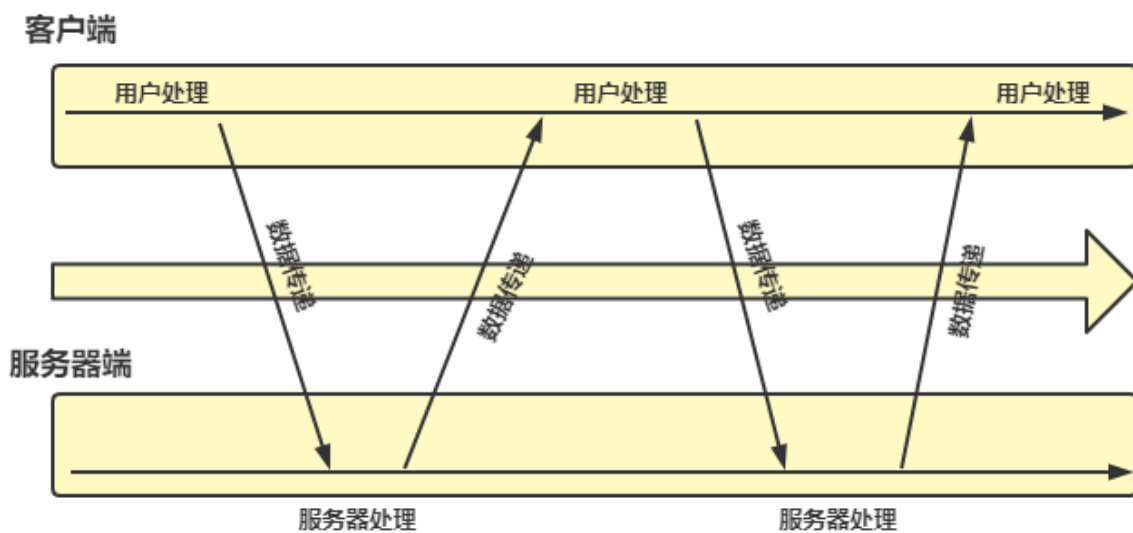 客户端
用户处理
用户处理
用户处理
数据传递
数据传递
数据传递
数据传递
服务器端
服务器处理
服务器处理